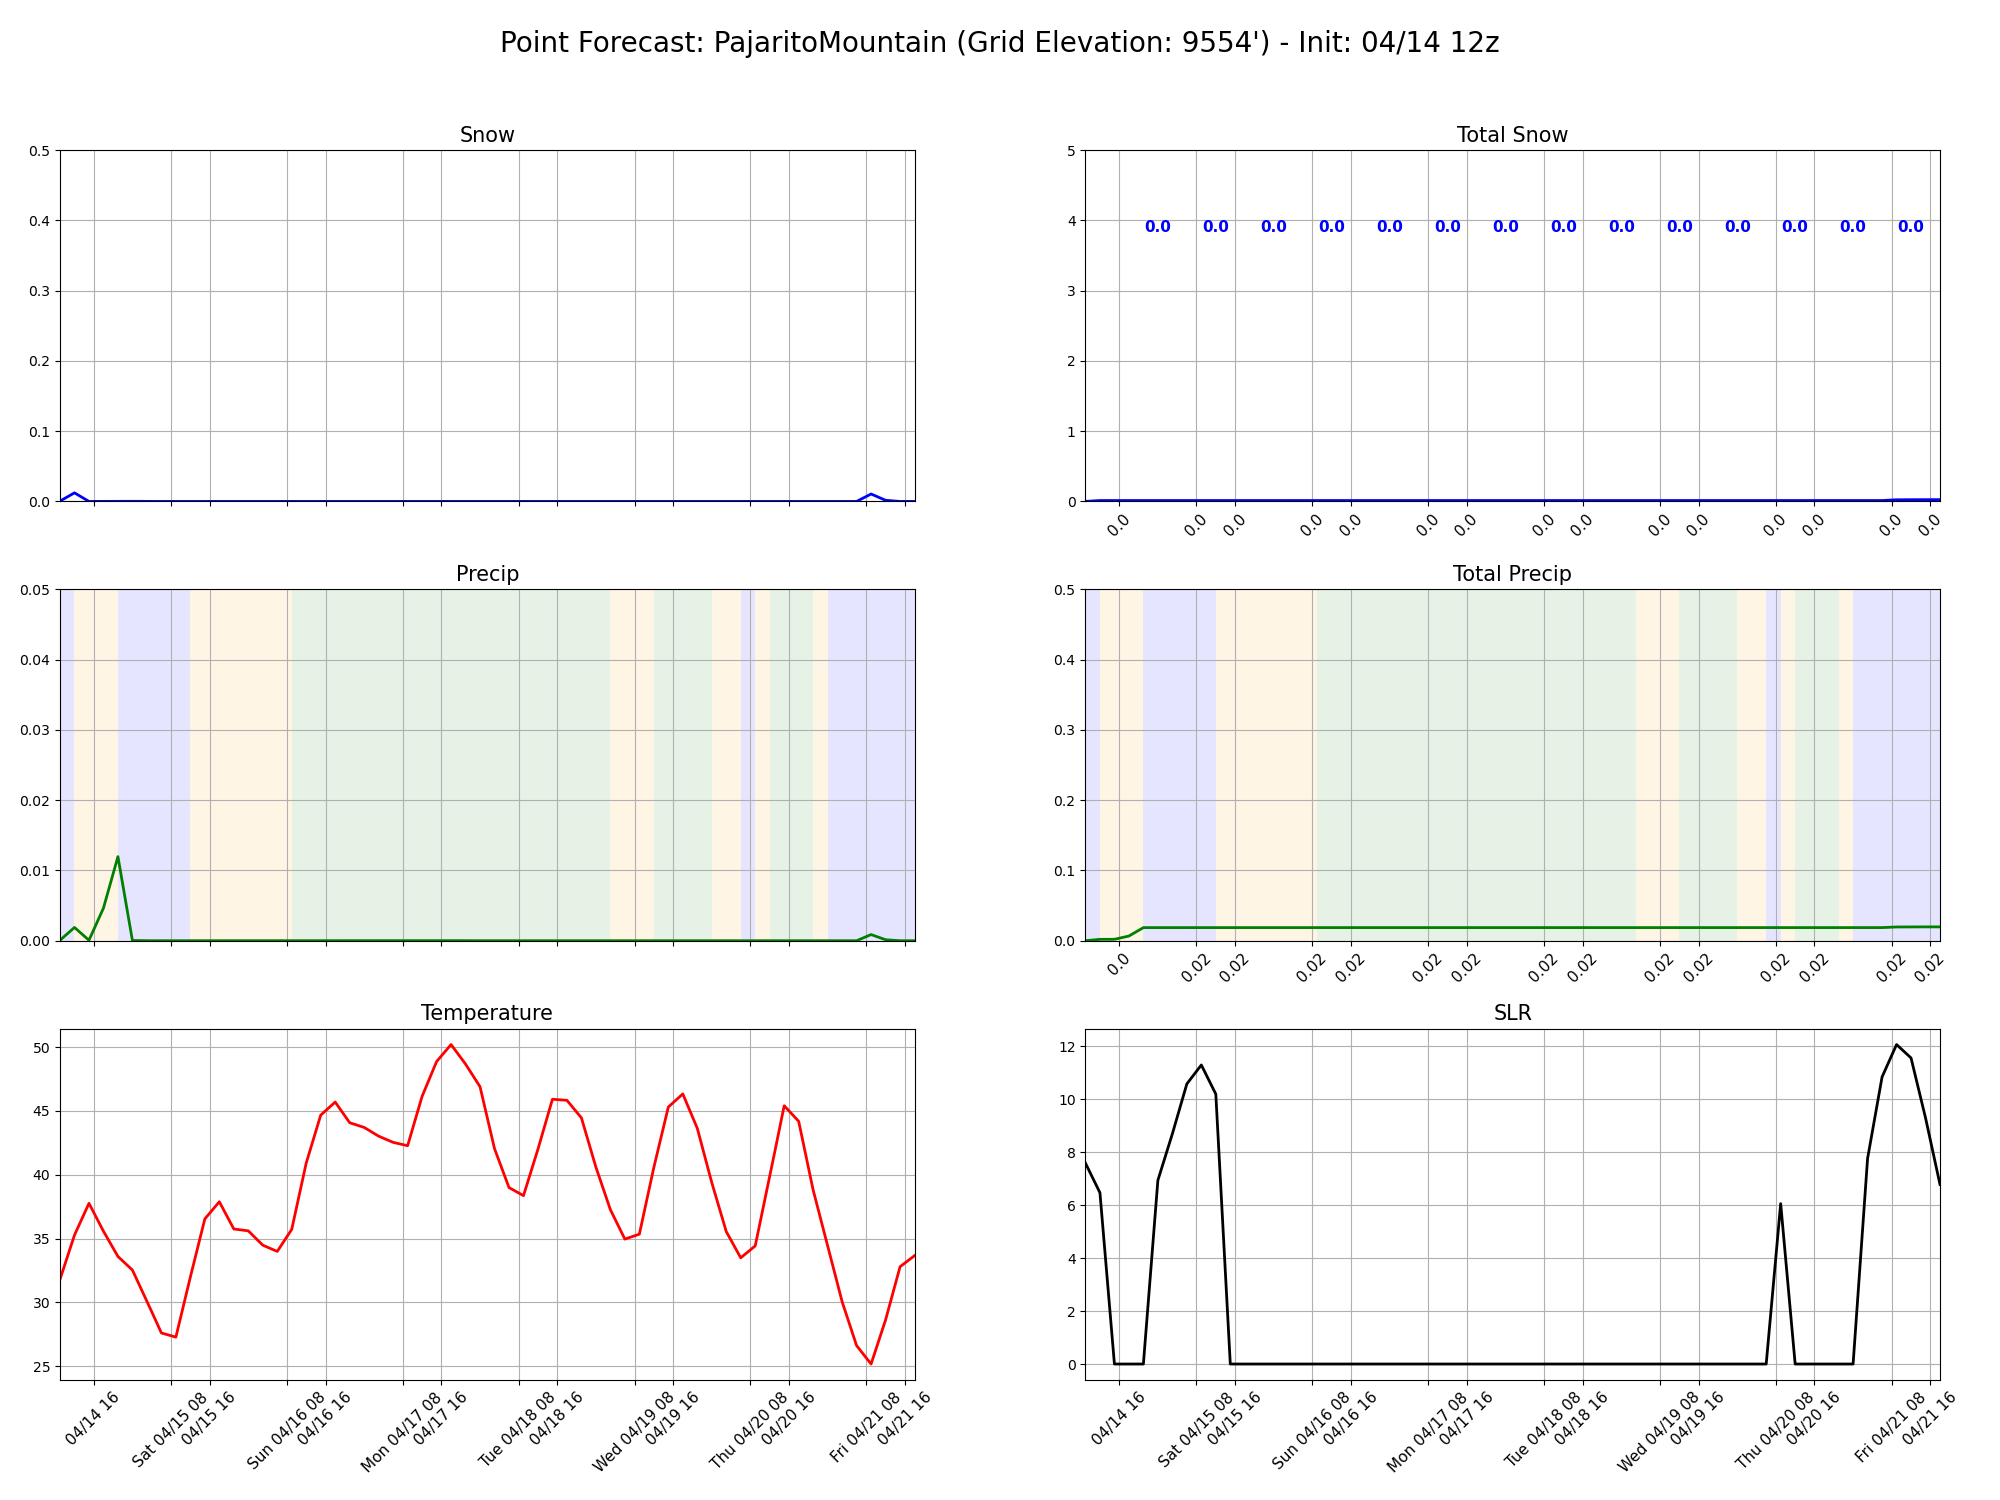 Point Forecast: PajaritoMountain (Grid Elevation: 9554') - Init: 04/14 12z
Snow
0.5
0.4
0.3
0.2
0.1
0.0
Total Snow
5
4
3
2
1
0
0.0 0.0 0.0 0.0 0.0 0.0 0.0 0.0 0.0 0.0 0.0 0.0 0.0 0.0
0.0 0.0 0.0 0.0 0.0 0.0 0.0 0.0 0.0 0.0 0.0 0.0 0.0 0.0 0.0
Precip
0.05
0.04
0.03
0.02
0.01
0.00
Total Precip
0.5
0.4
0.3
0.2
0.1
0.0
0.0 0.02 0.02 0.02 0.02 0.02 0.02 0.02 0.02 0.02 0.02 0.02 0.02 0.02 0.02
Temperature
50
45
40
35
30
25
04/14 16
Sat 04/15 08
04/15 16
Sun 04/16 08
04/16 16
Mon 04/17 08
04/17 16
Tue 04/18 08
04/18 16
Wed 04/19 08
04/19 16
Thu 04/20 08
04/20 16
Fri 04/21 08
04/21 16
SLR
12
10
8
6
4
2
0
04/14 16
Sat 04/15 08
04/15 16
Sun 04/16 08
04/16 16
Mon 04/17 08
04/17 16
Tue 04/18 08
04/18 16
Wed 04/19 08
04/19 16
Thu 04/20 08
04/20 16
Fri 04/21 08
04/21 16